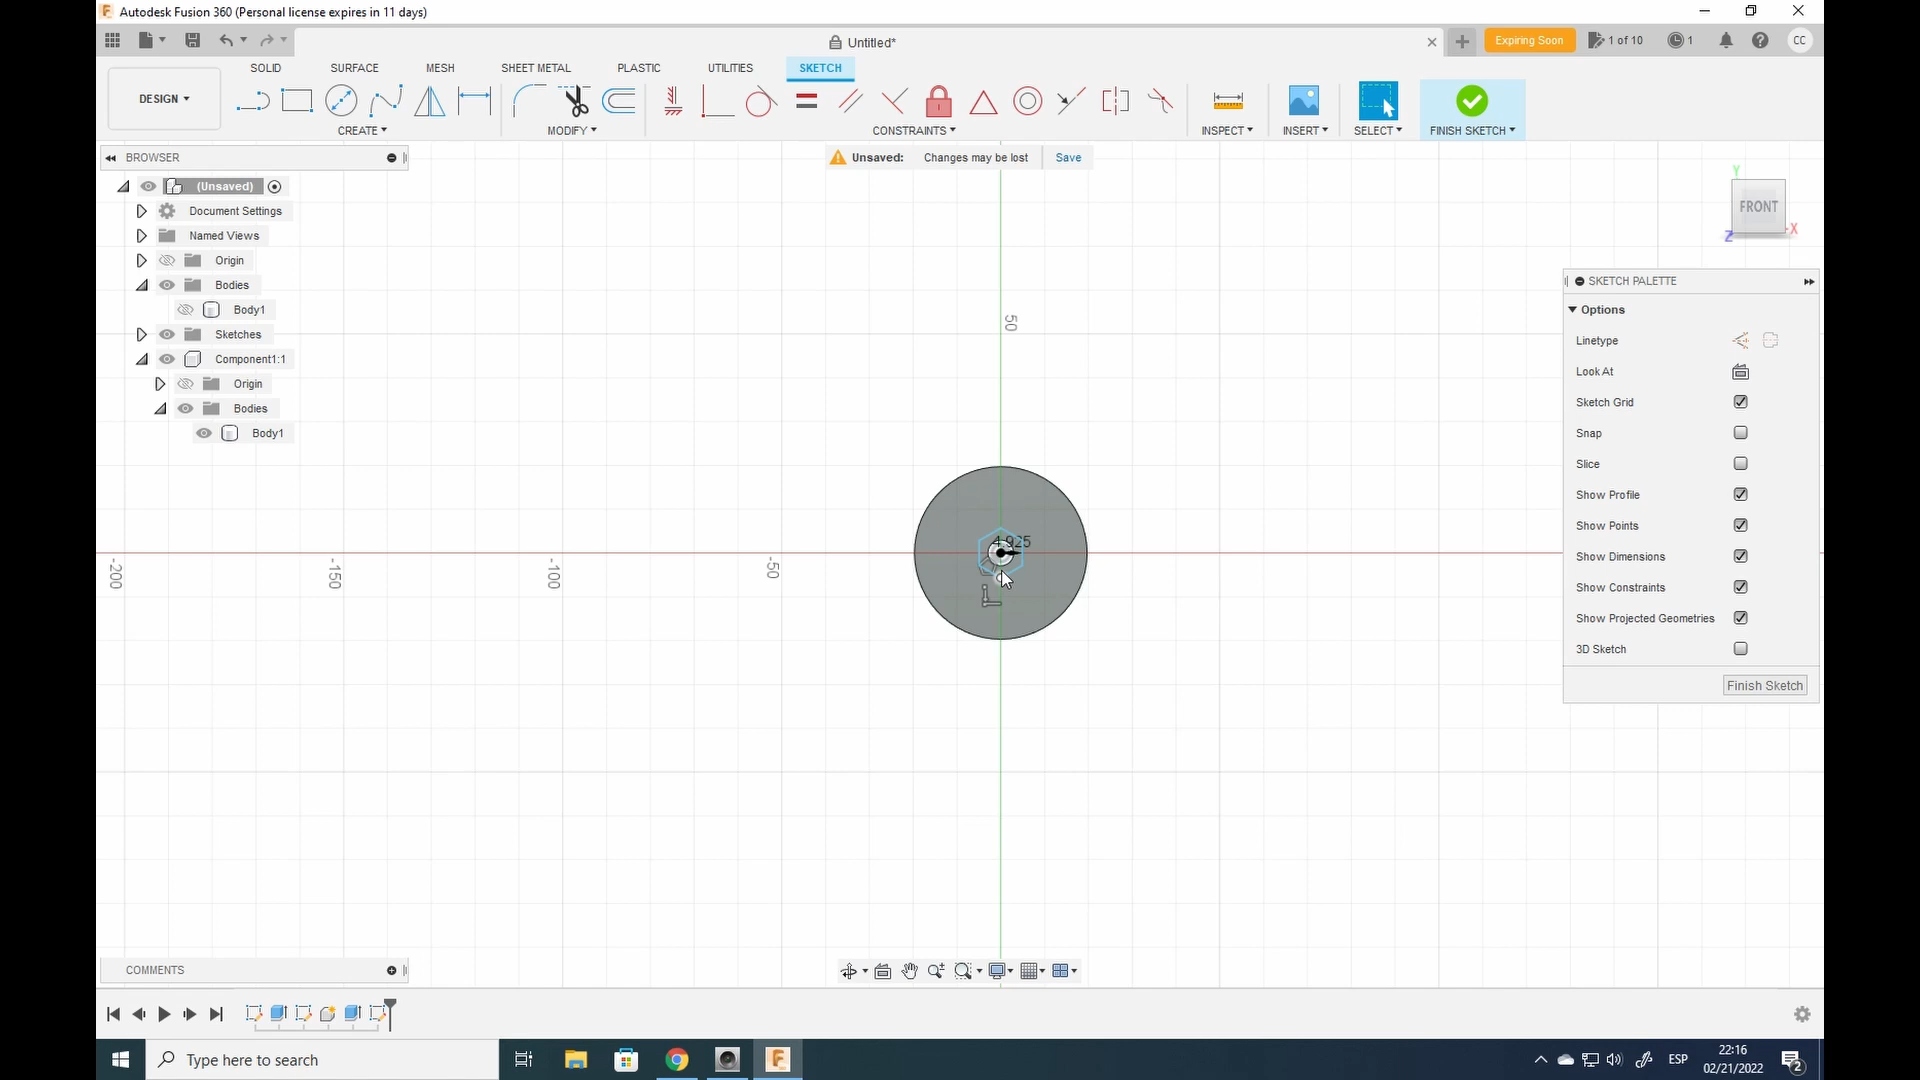 Autodesk Fusion 360 (Personal license expires in 11 days)
Untitled*
Expiring Soon
1 of 10
1
CC
DESIGN
SOLID
SURFACE
MESH
SHEET METAL
PLASTIC
UTILITIES
SKETCH
CREATE
MODIFY
CONSTRAINTS
INSPECT
INSERT
SELECT
FINISH SKETCH
BROWSER
Unsaved: Changes may be lost Save
(Unsaved)
Document Settings
Named Views
Origin
Bodies
Body1
Sketches
Component1:1
Origin
Bodies
Body1
Y
FRONT
Z
X
SKETCH PALETTE
Options
Linetype
Look At
Sketch Grid
Snap
Slice
Show Profile
Show Points
Show Dimensions
Show Constraints
Show Projected Geometries
3D Sketch
Finish Sketch
50
4.925
-200
-150
-100
-50
COMMENTS
Type here to search
ESP
22:16
02/21/2022
2